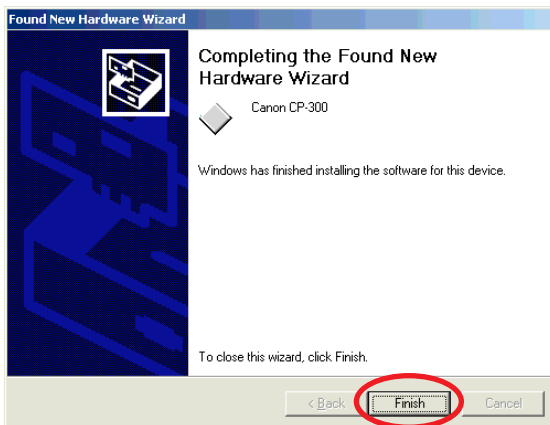 Found New Hardware Wizard
Completing the Found New
Hardware Wizard
Canon CP-300
Windows has finished installing the software for this device.
To close this wizard, click Finish.
< Back
Finish
Cancel